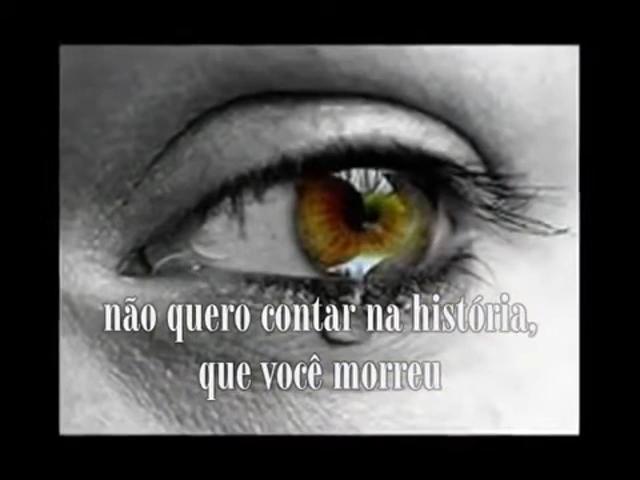 não quero contar na história,
que você morreu